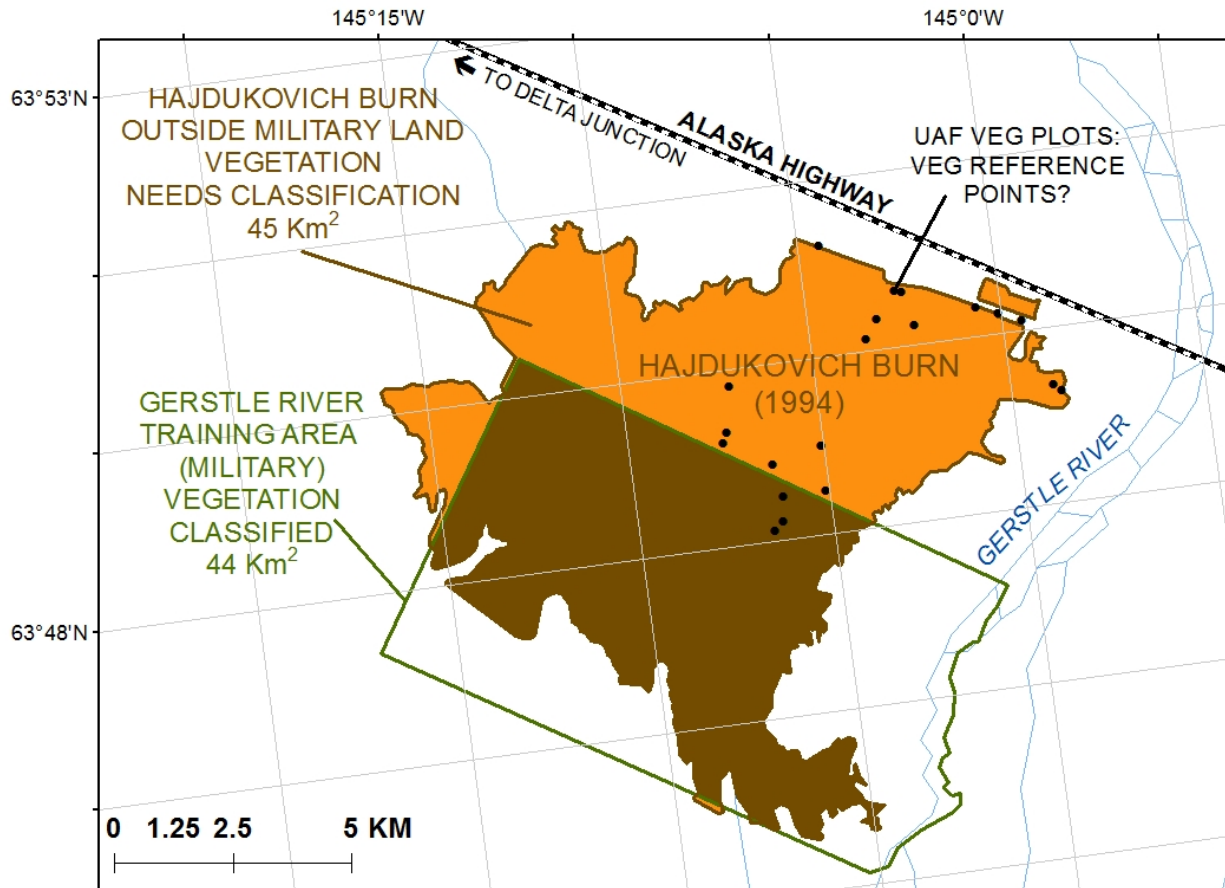 145°15'W
145°0'W
63°53'N
63°48'N
TO DELTA JUNCTION
ALASKA HIGHWAY
HAJDUKOVICH BURN
OUTSIDE MILITARY LAND
VEGETATION
NEEDS CLASSIFICATION
45 Km²
UAF VEG PLOTS:
VEG REFERENCE
POINTS?
HAJDUKOVICH BURN
(1994)
GERSTLE RIVER
TRAINING AREA
(MILITARY)
VEGETATION
CLASSIFIED
44 Km²
GERSTLE RIVER
0 1.25 2.5 5 KM